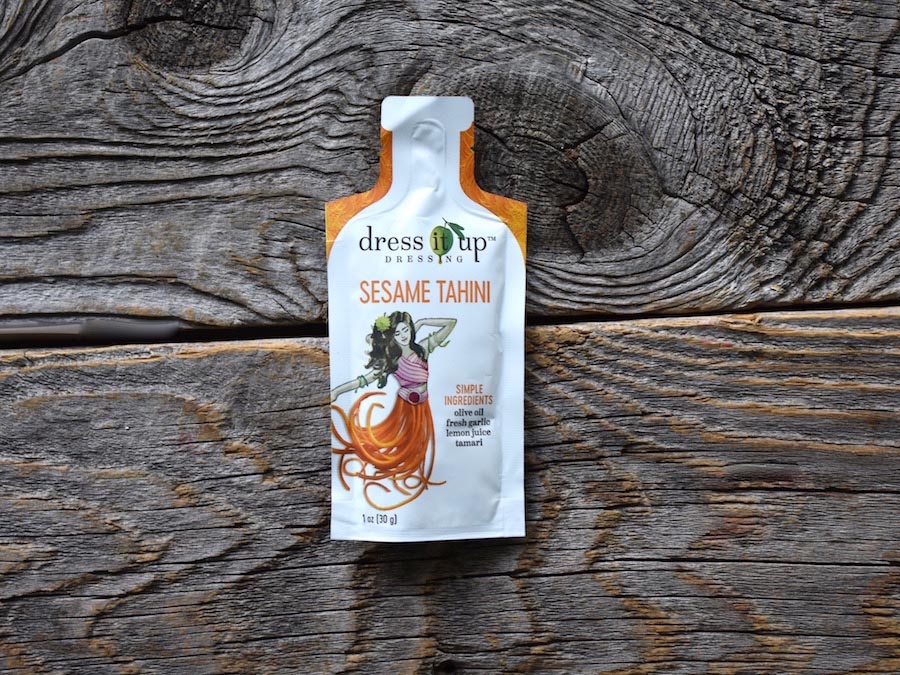 dress it up™
DRESSING
SESAME TAHINI
SIMPLE
INGREDIENTS
olive oil
fresh garlic
lemon juice
tamari
1 oz (30 g)